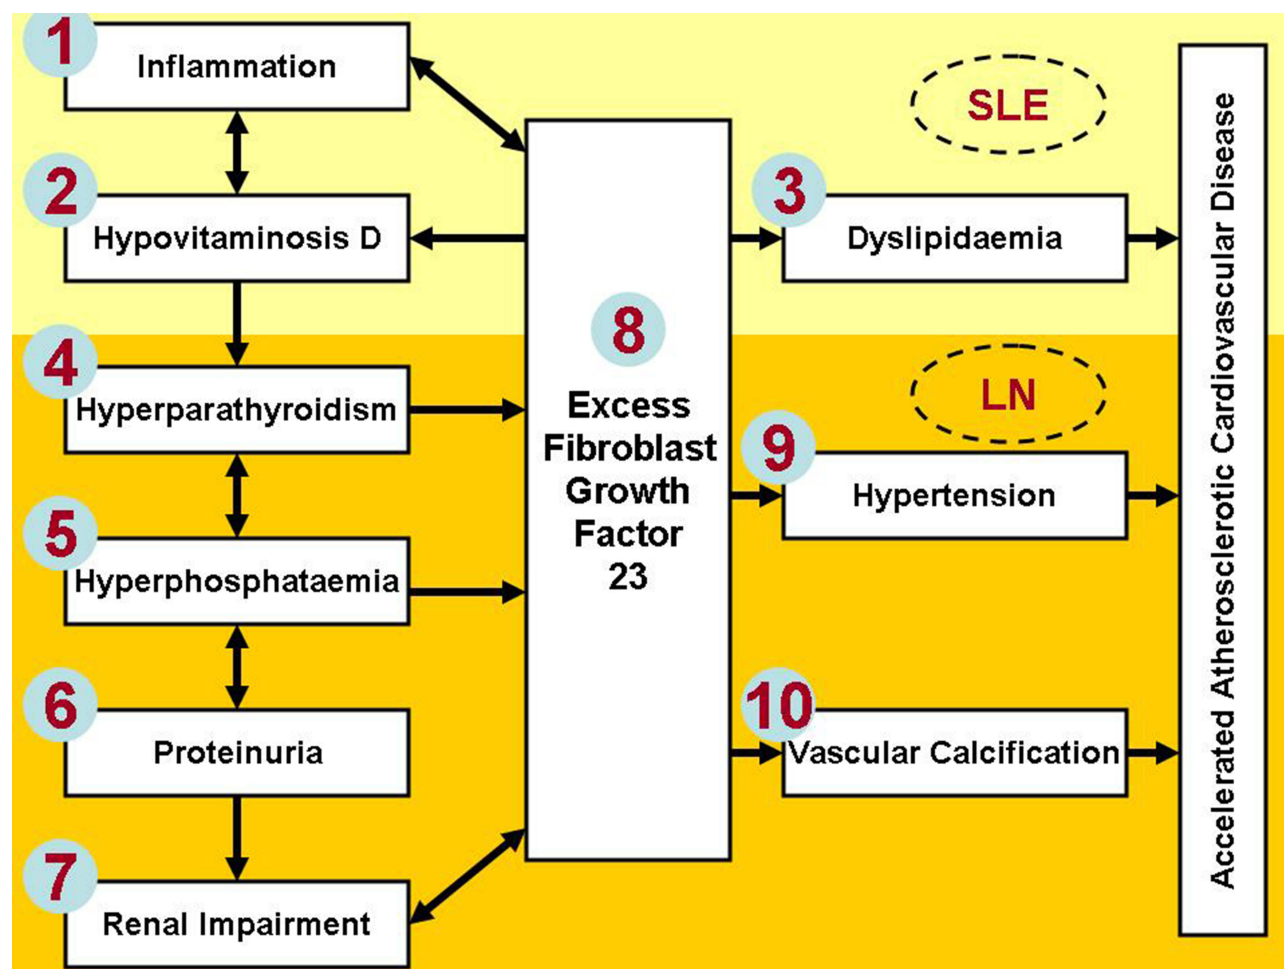 1
Inflammation
2
Hypovitaminosis D
4
Hyperparathyroidism
5
Hyperphosphataemia
6
Proteinuria
7
Renal Impairment
8
Excess
Fibroblast
Growth
Factor
23
SLE
3
Dyslipidaemia
LN
9
Hypertension
10
Vascular Calcification
Accelerated Atherosclerotic Cardiovascular Disease